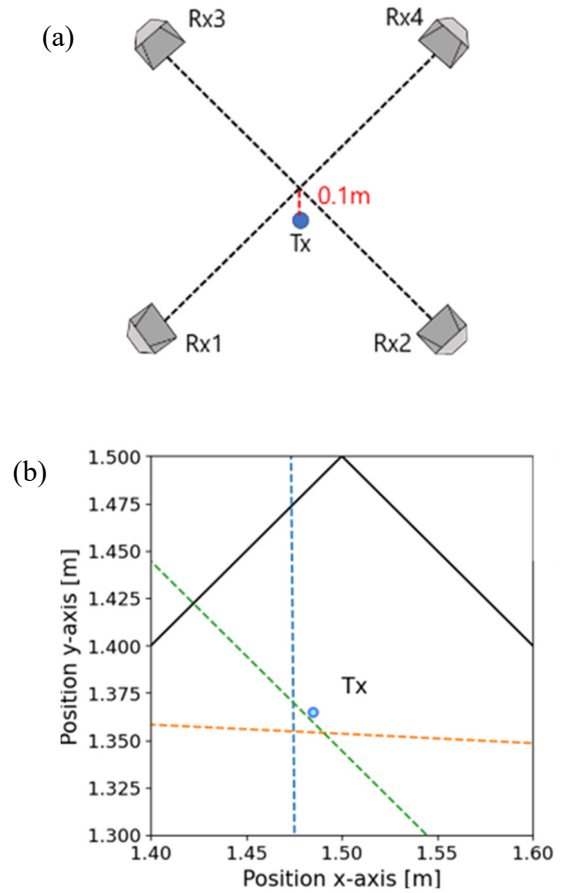 (a)
Rx3
Rx4
0.1m
Tx
Rx1
Rx2
(b)
1.500
1.475
1.450
1.425
1.400
1.375
1.350
1.325
1.300
Position y-axis [m]
Tx
1.40
1.45
1.50
1.55
1.60
Position x-axis [m]